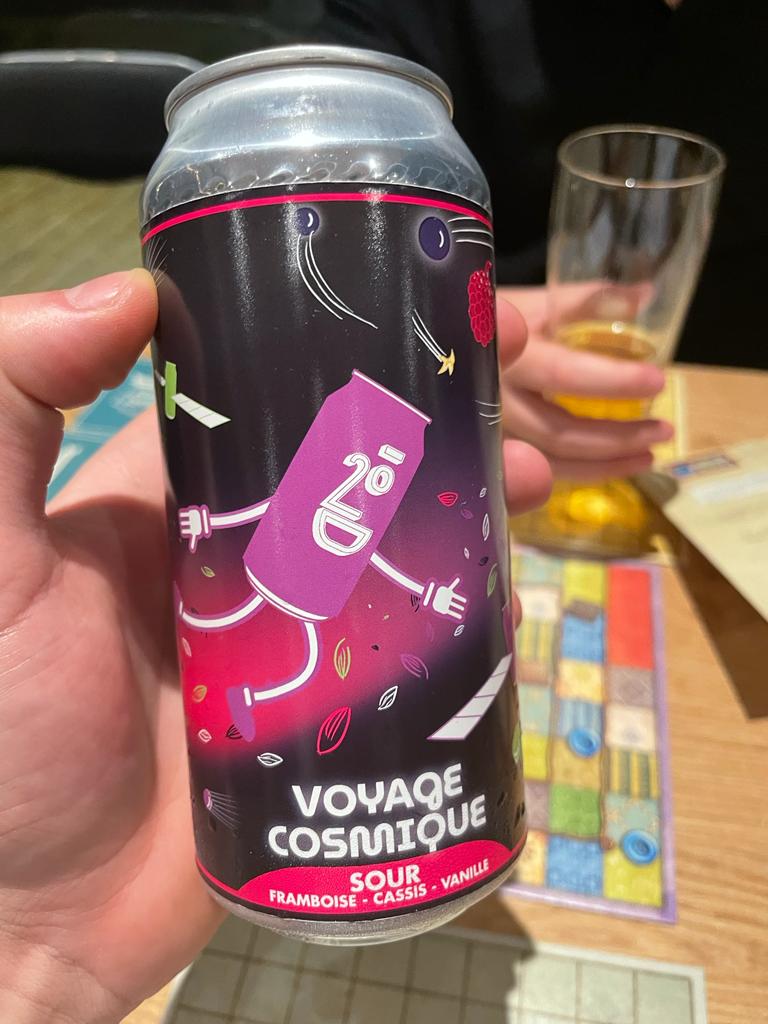 VOYAGE
COSMIQUE
SOUR
FRAMBOISE - CASSIS - VANILLE